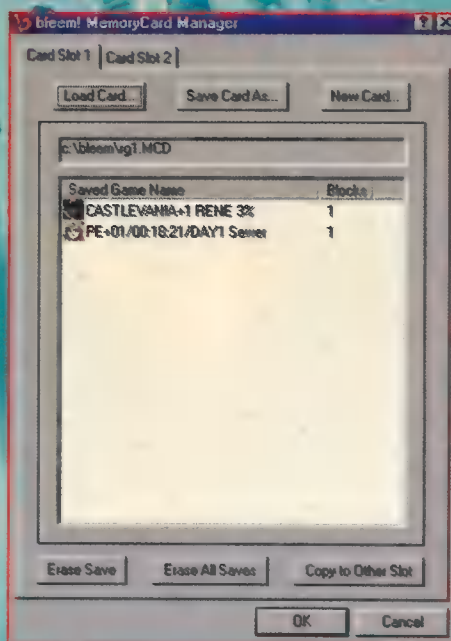 bleem! MemoryCard Manager
Card Slot 1 Card Slot 2
Load Card... Save Card As... New Card...
c:\bleem\vg1.MCD
Saved Game Name Blocks
CASTLEVANIA+1 RENE 3% 1
PE+01/00:18:21/DAY1 Sewer 1
Erase Save Erase All Saves Copy to Other Slot
OK Cancel